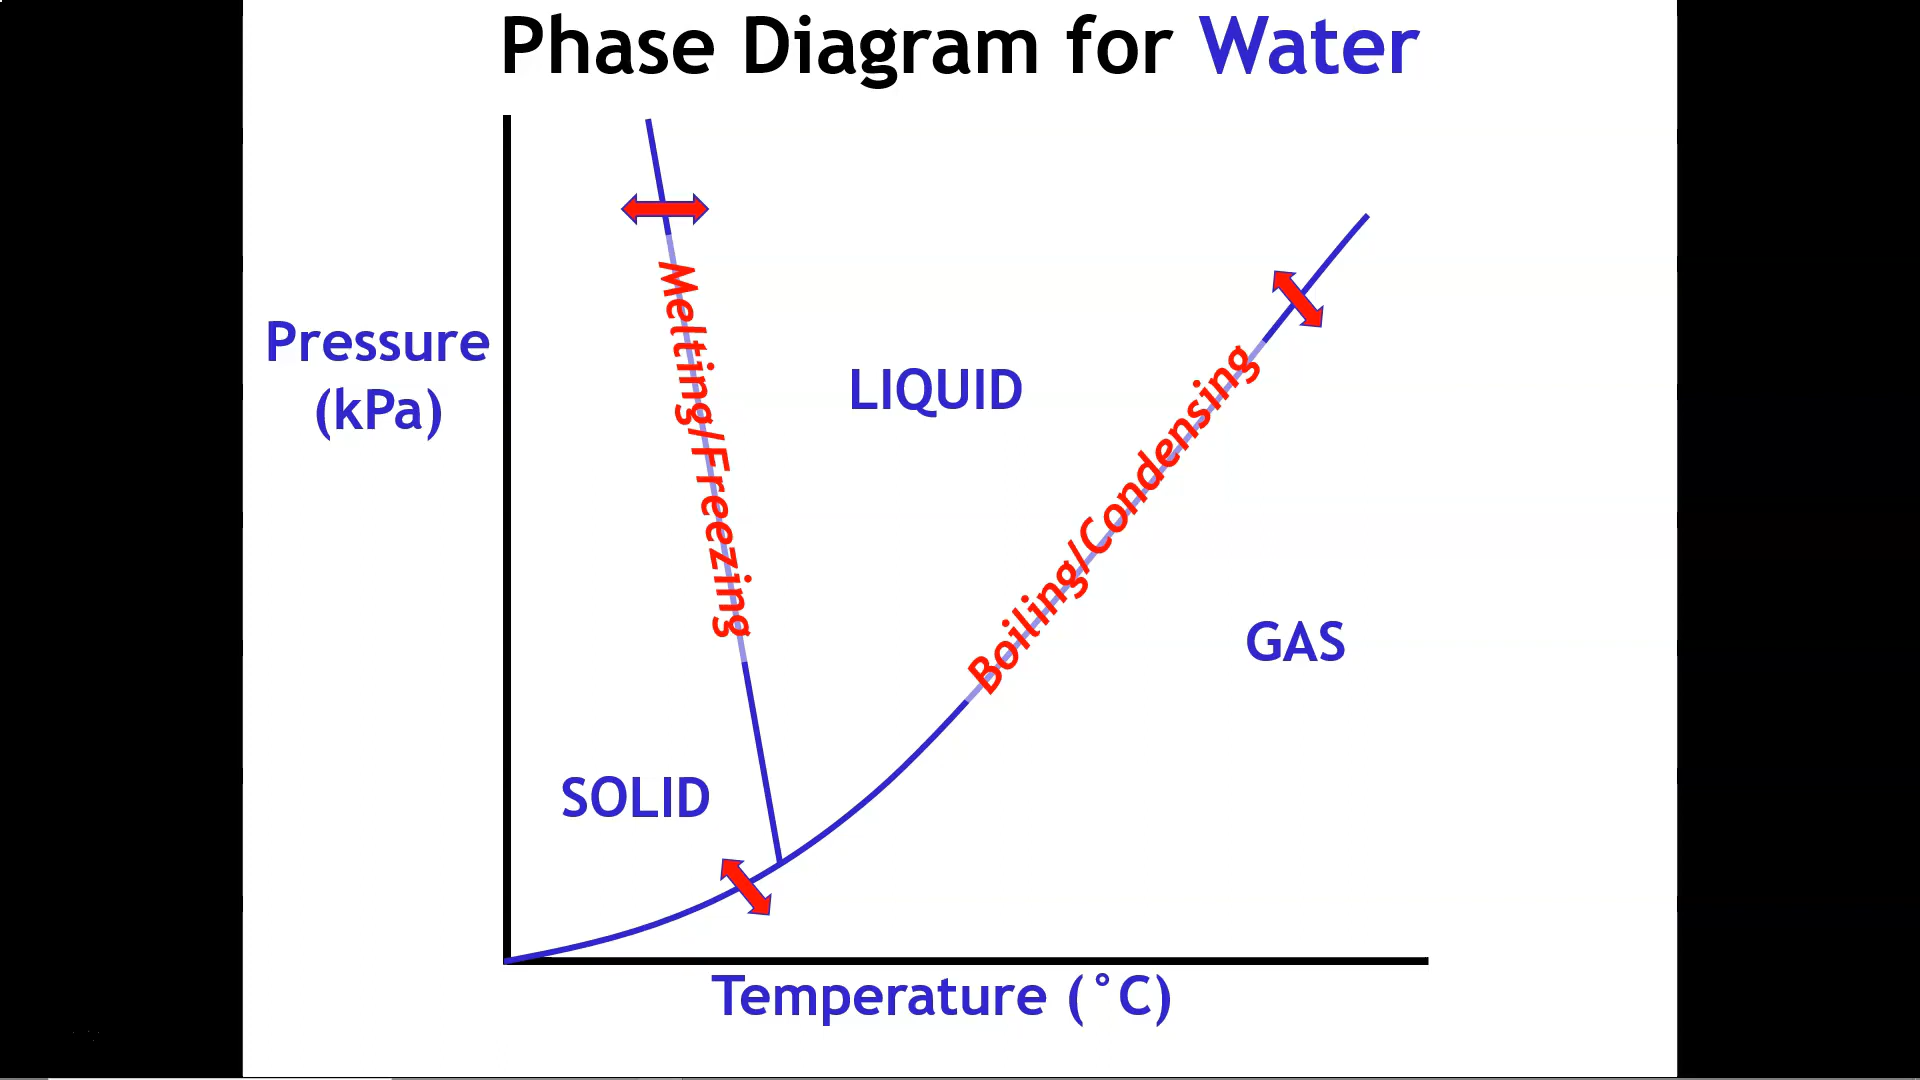 Phase Diagram for Water
Pressure
(kPa)
Melting/Freezing
LIQUID
Boiling/Condensing
GAS
SOLID
Temperature (°C)